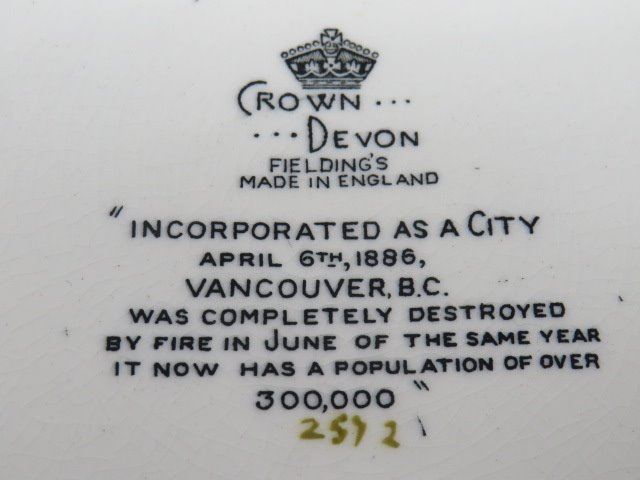 CROWN ...
... DEVON
FIELDING'S
MADE IN ENGLAND
"INCORPORATED AS A CITY
APRIL 6TH, 1886,
VANCOUVER, B.C.
WAS COMPLETELY DESTROYED
BY FIRE IN JUNE OF THE SAME YEAR
IT NOW HAS A POPULATION OF OVER
300,000"